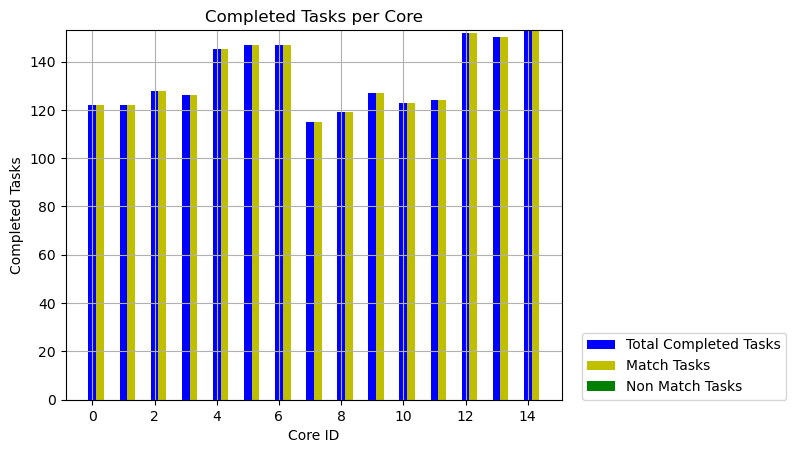 Completed Tasks per Core
Completed Tasks
140
120
100
80
60
40
20
0
0 2 4 6 8 10 12 14
Core ID
Total Completed Tasks
Match Tasks
Non Match Tasks